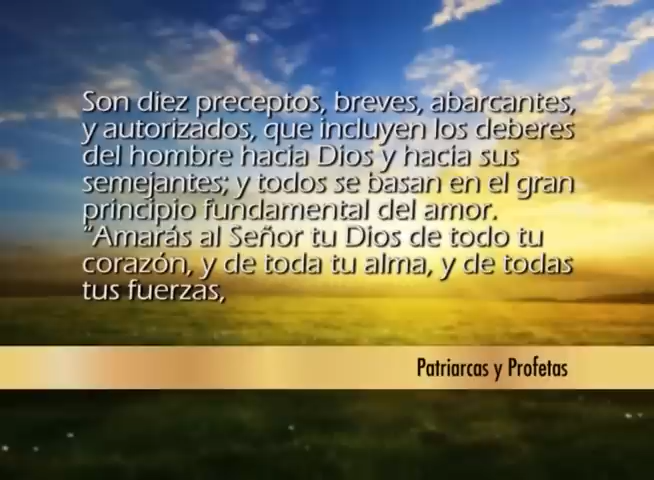 Son diez preceptos, breves, abarcantes,
y autorizados, que incluyen los deberes
del hombre hacia Dios y hacia sus
semejantes; y todos se basan en el gran
principio fundamental del amor.
"Amarás al Señor tu Dios de todo tu
corazón, y de toda tu alma, y de todas
tus fuerzas,
Patriarcas y Profetas